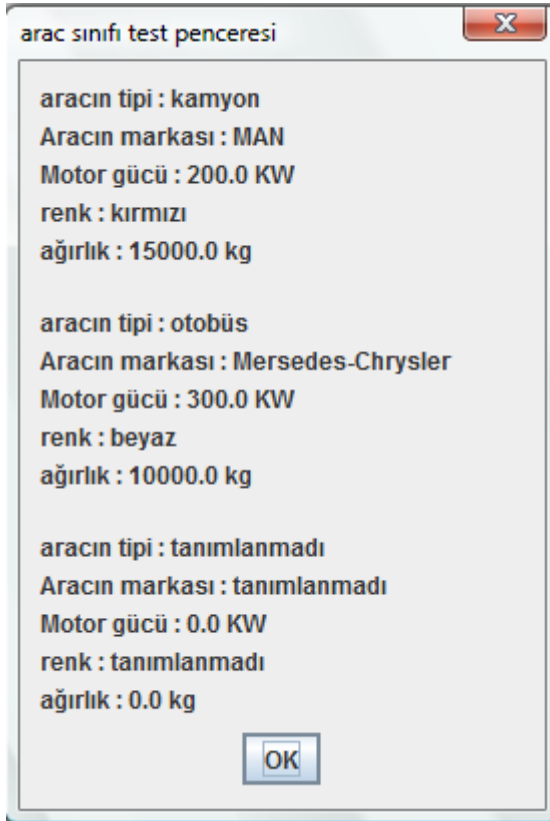 arac sınıfı test penceresi
aracın tipi : kamyon
Aracın markası : MAN
Motor gücü : 200.0 KW
renk : kırmızı
ağırlık : 15000.0 kg
aracın tipi : otobüs
Aracın markası : Mersedes-Chrysler
Motor gücü : 300.0 KW
renk : beyaz
ağırlık : 10000.0 kg
aracın tipi : tanımlanmadı
Aracın markası : tanımlanmadı
Motor gücü : 0.0 KW
renk : tanımlanmadı
ağırlık : 0.0 kg
OK